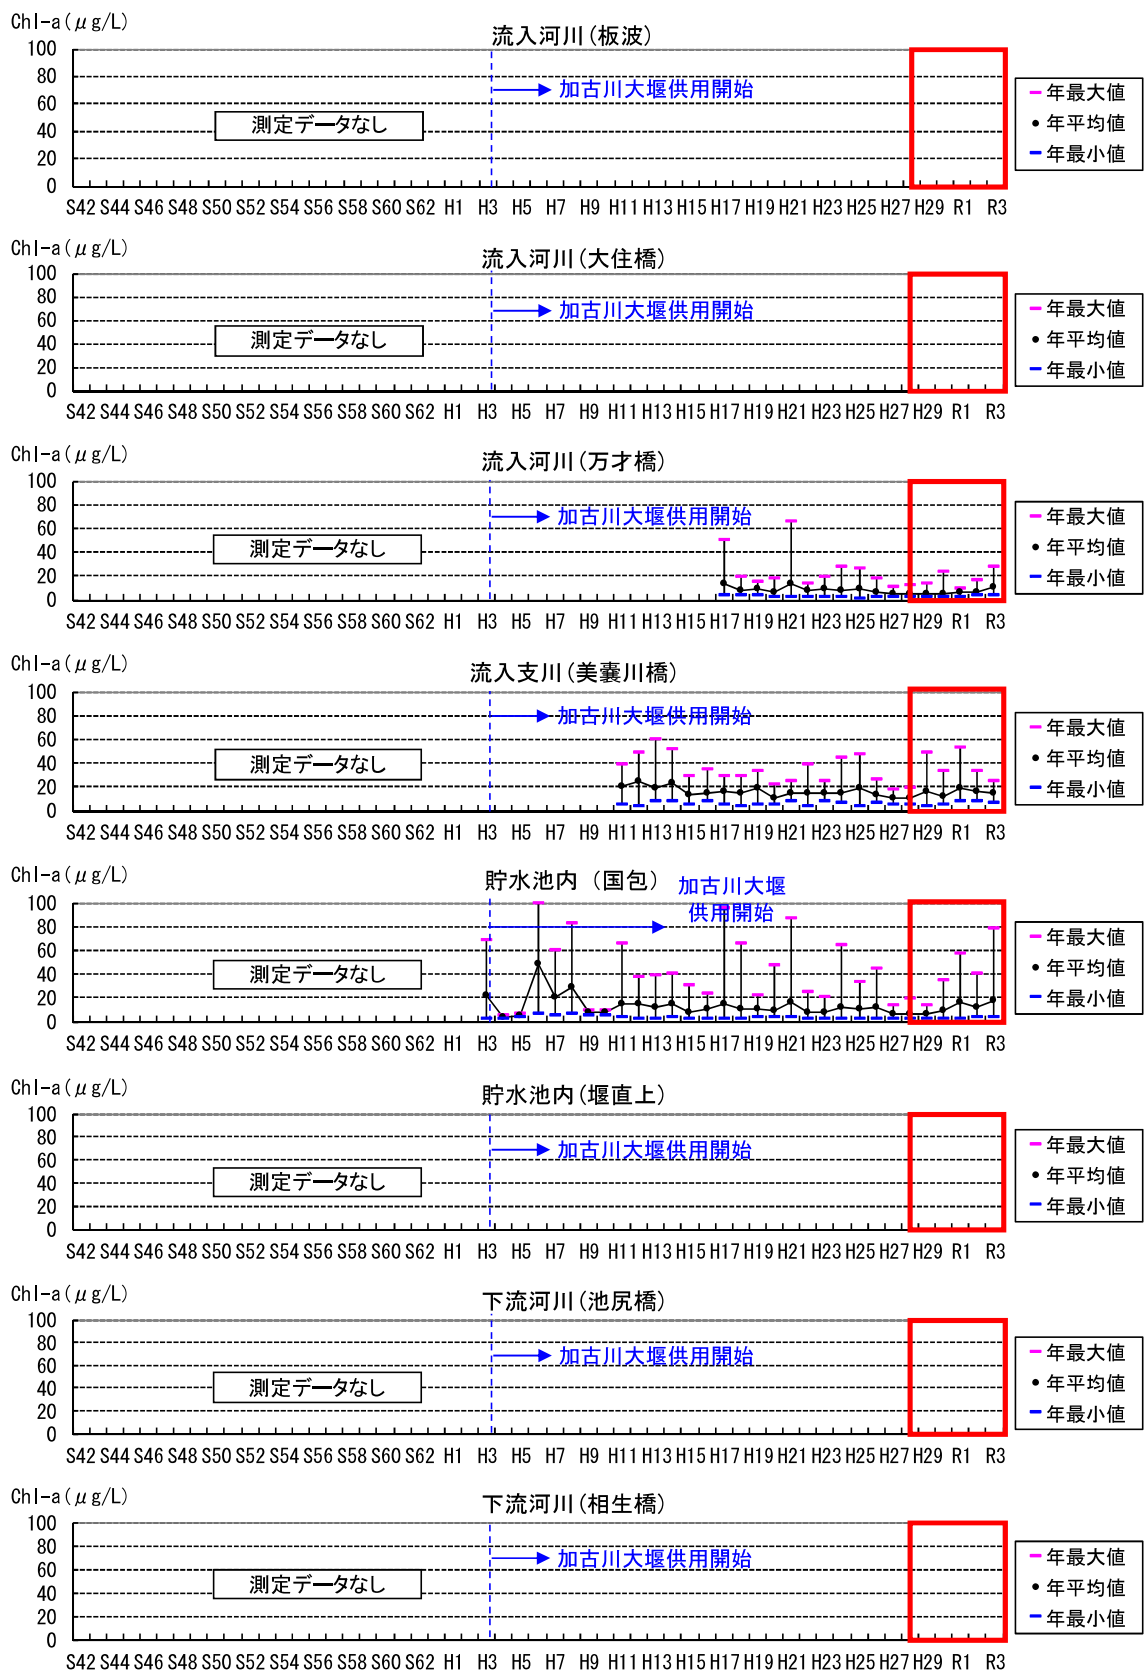 Chl-a(μg/L)
流入河川(板波)
100
80
60
40
20
0
加古川大堰供用開始
測定データなし
S42 S44 S46 S48 S50 S52 S54 S56 S58 S60 S62 H1 H3 H5 H7 H9 H11 H13 H15 H17 H19 H21 H23 H25 H27 H29 R1 R3
年最大値
年平均値
年最小値
Chl-a(μg/L)
流入河川(大住橋)
100
80
60
40
20
0
加古川大堰供用開始
測定データなし
S42 S44 S46 S48 S50 S52 S54 S56 S58 S60 S62 H1 H3 H5 H7 H9 H11 H13 H15 H17 H19 H21 H23 H25 H27 H29 R1 R3
年最大値
年平均値
年最小値
Chl-a(μg/L)
流入河川(万才橋)
100
80
60
40
20
0
加古川大堰供用開始
測定データなし
S42 S44 S46 S48 S50 S52 S54 S56 S58 S60 S62 H1 H3 H5 H7 H9 H11 H13 H15 H17 H19 H21 H23 H25 H27 H29 R1 R3
年最大値
年平均値
年最小値
Chl-a(μg/L)
流入支川(美嚢川橋)
100
80
60
40
20
0
加古川大堰供用開始
測定データなし
S42 S44 S46 S48 S50 S52 S54 S56 S58 S60 S62 H1 H3 H5 H7 H9 H11 H13 H15 H17 H19 H21 H23 H25 H27 H29 R1 R3
年最大値
年平均値
年最小値
Chl-a(μg/L)
貯水池内 (国包)
100
80
60
40
20
0
加古川大堰
供用開始
測定データなし
S42 S44 S46 S48 S50 S52 S54 S56 S58 S60 S62 H1 H3 H5 H7 H9 H11 H13 H15 H17 H19 H21 H23 H25 H27 H29 R1 R3
年最大値
年平均値
年最小値
Chl-a(μg/L)
貯水池内(堰直上)
100
80
60
40
20
0
加古川大堰供用開始
測定データなし
S42 S44 S46 S48 S50 S52 S54 S56 S58 S60 S62 H1 H3 H5 H7 H9 H11 H13 H15 H17 H19 H21 H23 H25 H27 H29 R1 R3
年最大値
年平均値
年最小値
Chl-a(μg/L)
下流河川(池尻橋)
100
80
60
40
20
0
加古川大堰供用開始
測定データなし
S42 S44 S46 S48 S50 S52 S54 S56 S58 S60 S62 H1 H3 H5 H7 H9 H11 H13 H15 H17 H19 H21 H23 H25 H27 H29 R1 R3
年最大値
年平均値
年最小値
Chl-a(μg/L)
下流河川(相生橋)
100
80
60
40
20
0
加古川大堰供用開始
測定データなし
S42 S44 S46 S48 S50 S52 S54 S56 S58 S60 S62 H1 H3 H5 H7 H9 H11 H13 H15 H17 H19 H21 H23 H25 H27 H29 R1 R3
年最大値
年平均値
年最小値